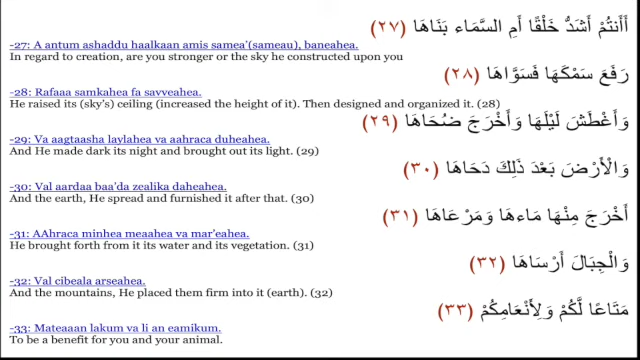 أَأَنتُمْ أَشَدُّ خَلْقًا أَمِ السَّمَاء بَنَاهَا ﴿٢٧﴾
-27: A antum ashaddu haalkaan amis samea'(sameau), baneahea.
In regard to creation, are you stronger or the sky he constructed upon you
رَفَعَ سَمْكَهَا فَسَوَّاهَا ﴿٢٨﴾
-28: Rafaaa samkahea fa savveahea.
He raised its (sky's) ceiling (increased the height of it). Then designed and organized it. (28)
وَأَغْطَشَ لَيْلَهَا وَأَخْرَجَ ضُحَاهَا ﴿٢٩﴾
-29: Va aagtaasha laylahea va aahraca duheahea.
And He made dark its night and brought out its light. (29)
وَالْأَرْضَ بَعْدَ ذَلِكَ دَحَاهَا ﴿٣٠﴾
-30: Val aardaa baa'da zealika daheahea.
And the earth, He spread and furnished it after that. (30)
أَخْرَجَ مِنْهَا مَاءهَا وَمَرْعَاهَا ﴿٣١﴾
-31: AAhraca minhea meaahea va mar'eahea.
He brought forth from it its water and its vegetation. (31)
وَالْجِبَالَ أَرْسَاهَا ﴿٣٢﴾
-32: Val cibeala arseahea.
And the mountains, He placed them firm into it (earth). (32)
مَتَاعًا لَّكُمْ وَلِأَنْعَامِكُمْ ﴿٣٣﴾
-33: Mateaaan lakum va li an eamikum.
To be a benefit for you and your animal.